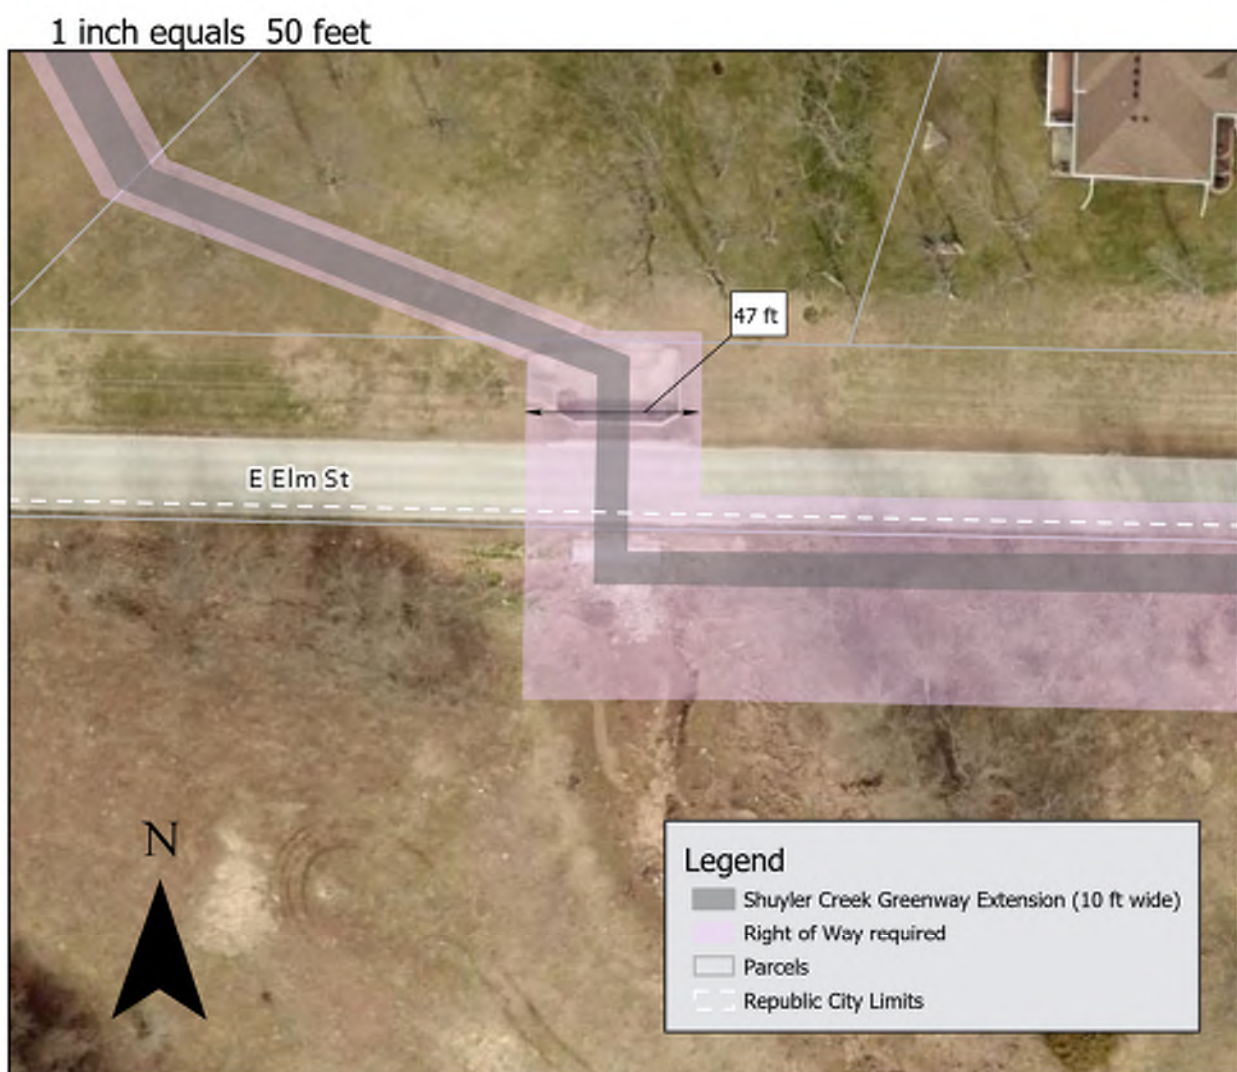 1 inch equals 50 feet
47 ft
E Elm St
N
Legend
Shuyler Creek Greenway Extension (10 ft wide)
Right of Way required
Parcels
Republic City Limits